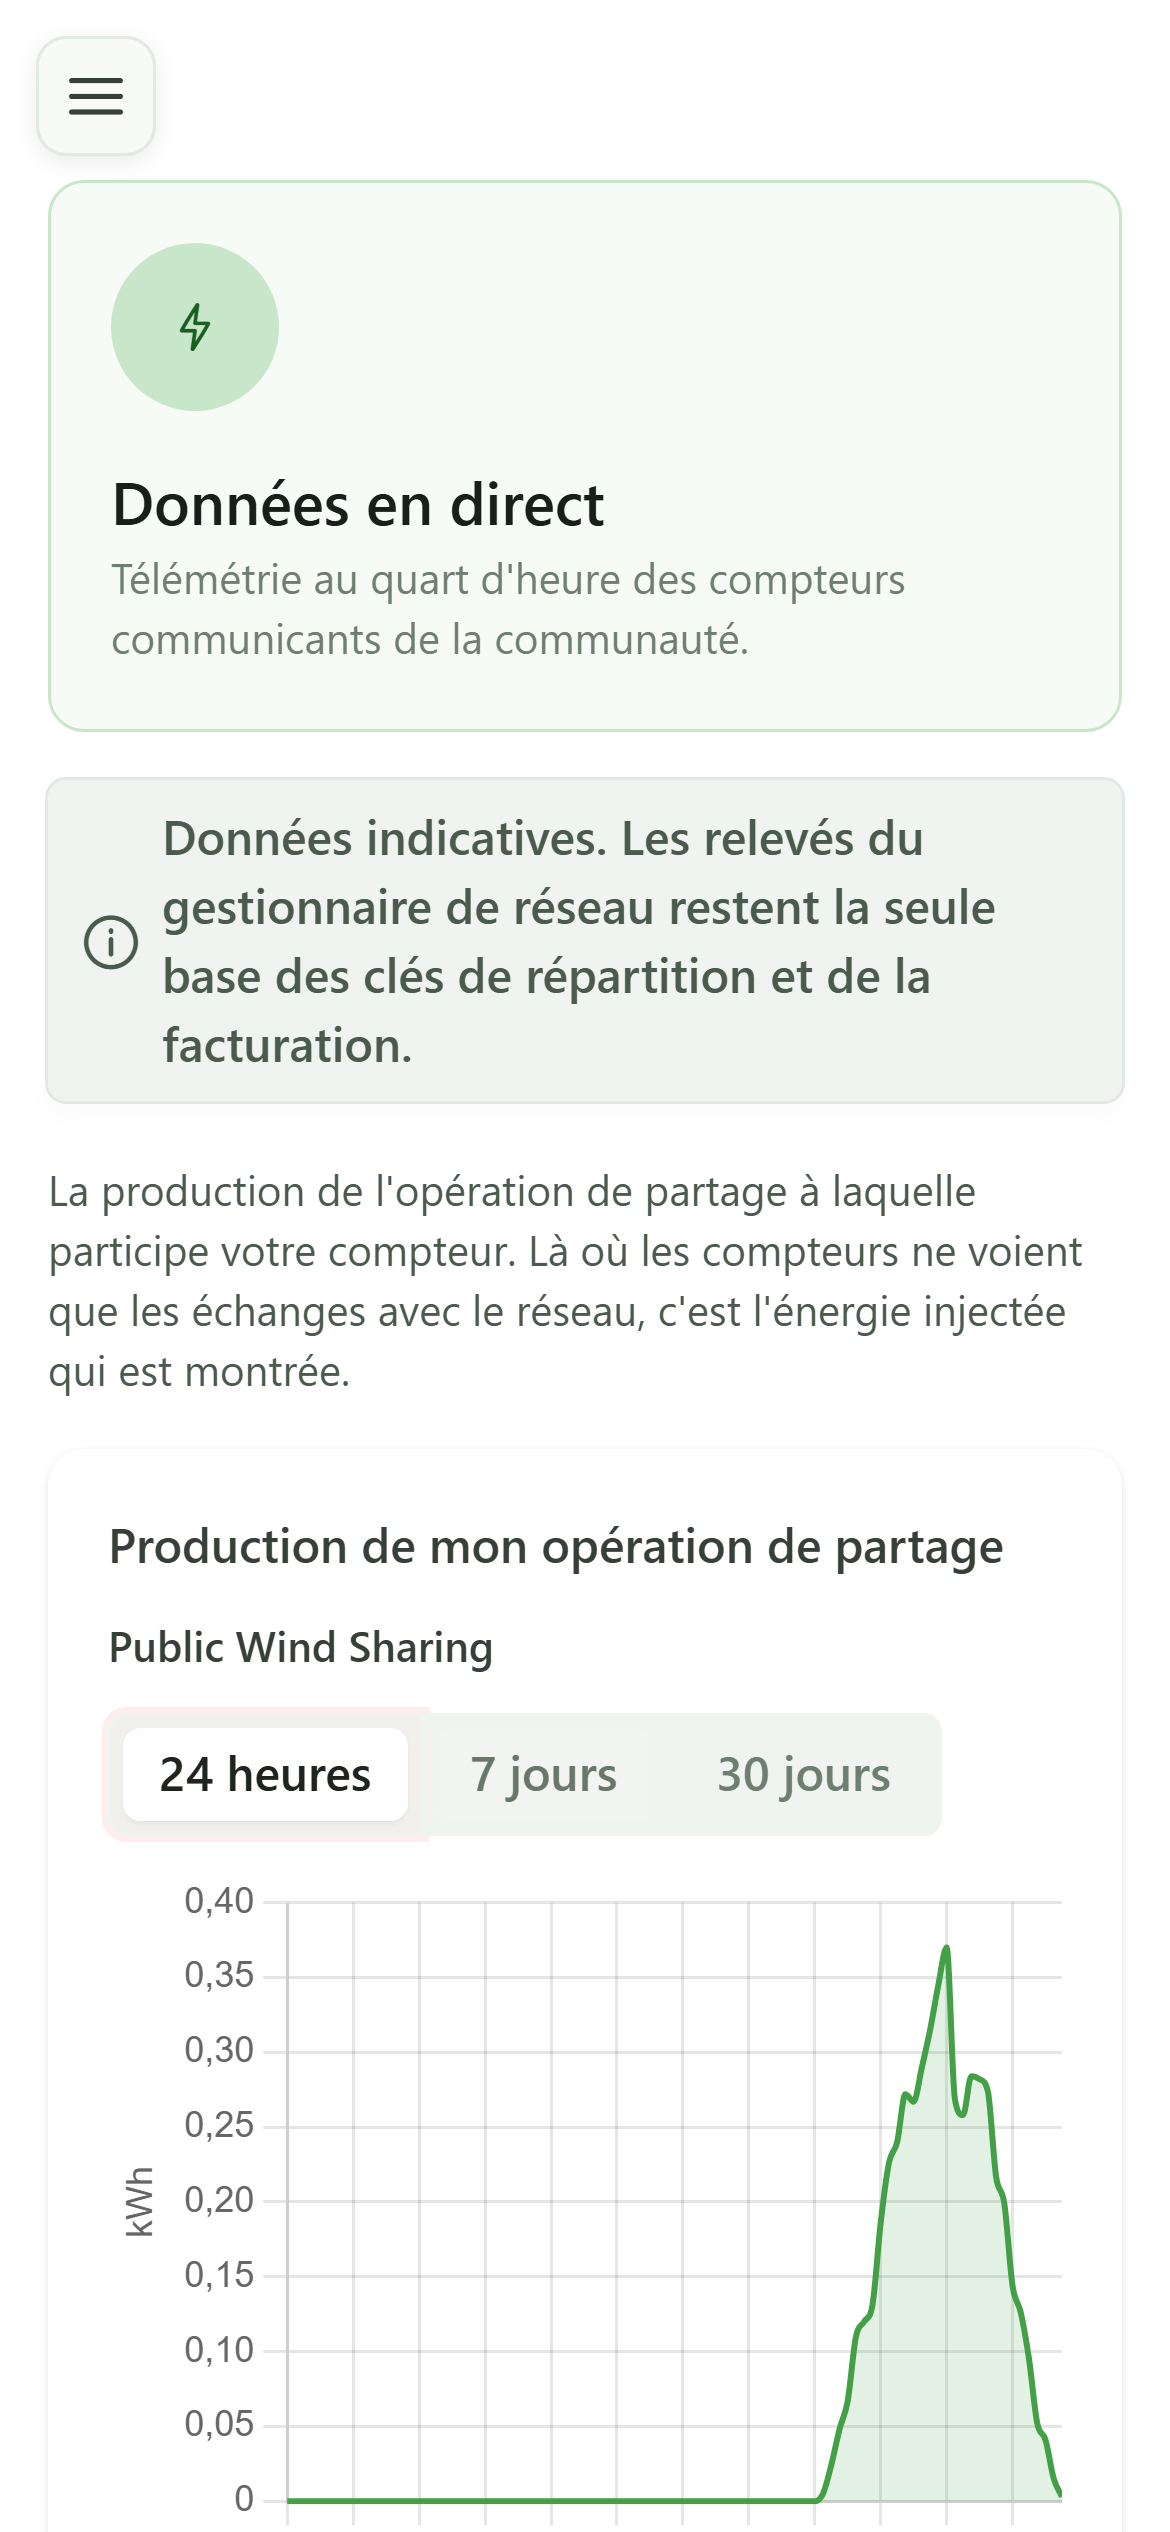 Données en direct
Télémétrie au quart d'heure des compteurs
communicants de la communauté.
Données indicatives. Les relevés du
gestionnaire de réseau restent la seule
base des clés de répartition et de la
facturation.
La production de l'opération de partage à laquelle
participe votre compteur. Là où les compteurs ne voient
que les échanges avec le réseau, c'est l'énergie injectée
qui est montrée.
Production de mon opération de partage
Public Wind Sharing
24 heures 7 jours 30 jours
0,40
0,35
0,30
0,25
0,20
kWh
0,15
0,10
0,05
0